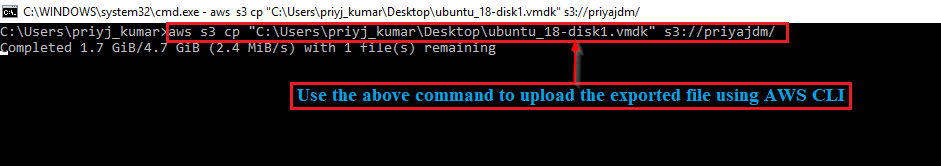 C:\WINDOWS\system32\cmd.exe - aws  s3 cp "C:\Users\priyj_kumar\Desktop\ubuntu_18-disk1.vmdk" s3://priyajdm/
C:\Users\priyj_kumar>aws s3 cp "C:\Users\priyj_kumar\Desktop\ubuntu_18-disk1.vmdk" s3://priyajdm/
Completed 1.7 GiB/4.7 GiB (2.4 MiB/s) with 1 file(s) remaining
Use the above command to upload the exported file using AWS CLI